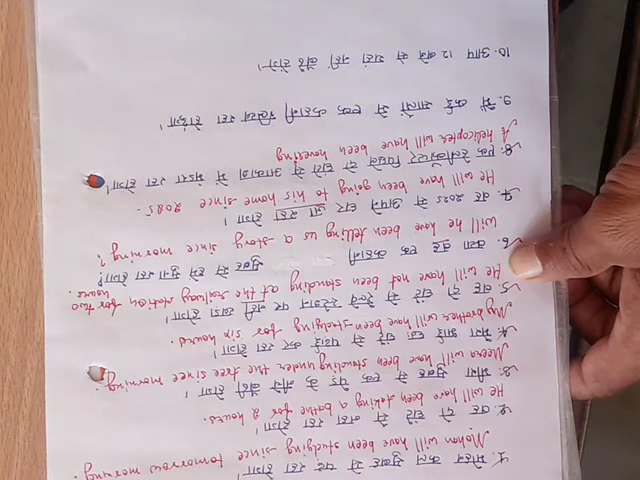 1. मोहन कल सुबह से पढ़ रहा होगा।
Mohan will have been studying since tomorrow morning.
2. वह दो घंटे से नहा रहा होगा।
He will have been taking a bathe for 2 hours.
3. मीरा सुबह से एक पेड़ के नीचे बैठी होगी।
Meera will have been standing under the tree since morning.
4. मेरा भाई छः घंटे से पढ़ाई कर रहा होगा।
My brother will have been studying for six hours.
5. वह दो घंटे से रेलवे स्टेशन पर नहीं खड़ा होगा।
He will have not been standing at the railway station for two hours.
6. क्या वह एक कहानी सुबह से हमें सुना रहा होगा?
Will he have been telling us a story since morning?
7. वह 2025 से अपने घर जा रहा होगा।
He will have been going to his home since 2025.
8. एक हेलीकाप्टर पिछले दो घंटे से आकाश में मंडरा रहा होगा।
A helicopter will have been hovering
9. मैं कई सालों से एक कहानी लिख रहा होऊंगा।
10. आप 12 बजे से यहां नहीं बैठे होंगे।